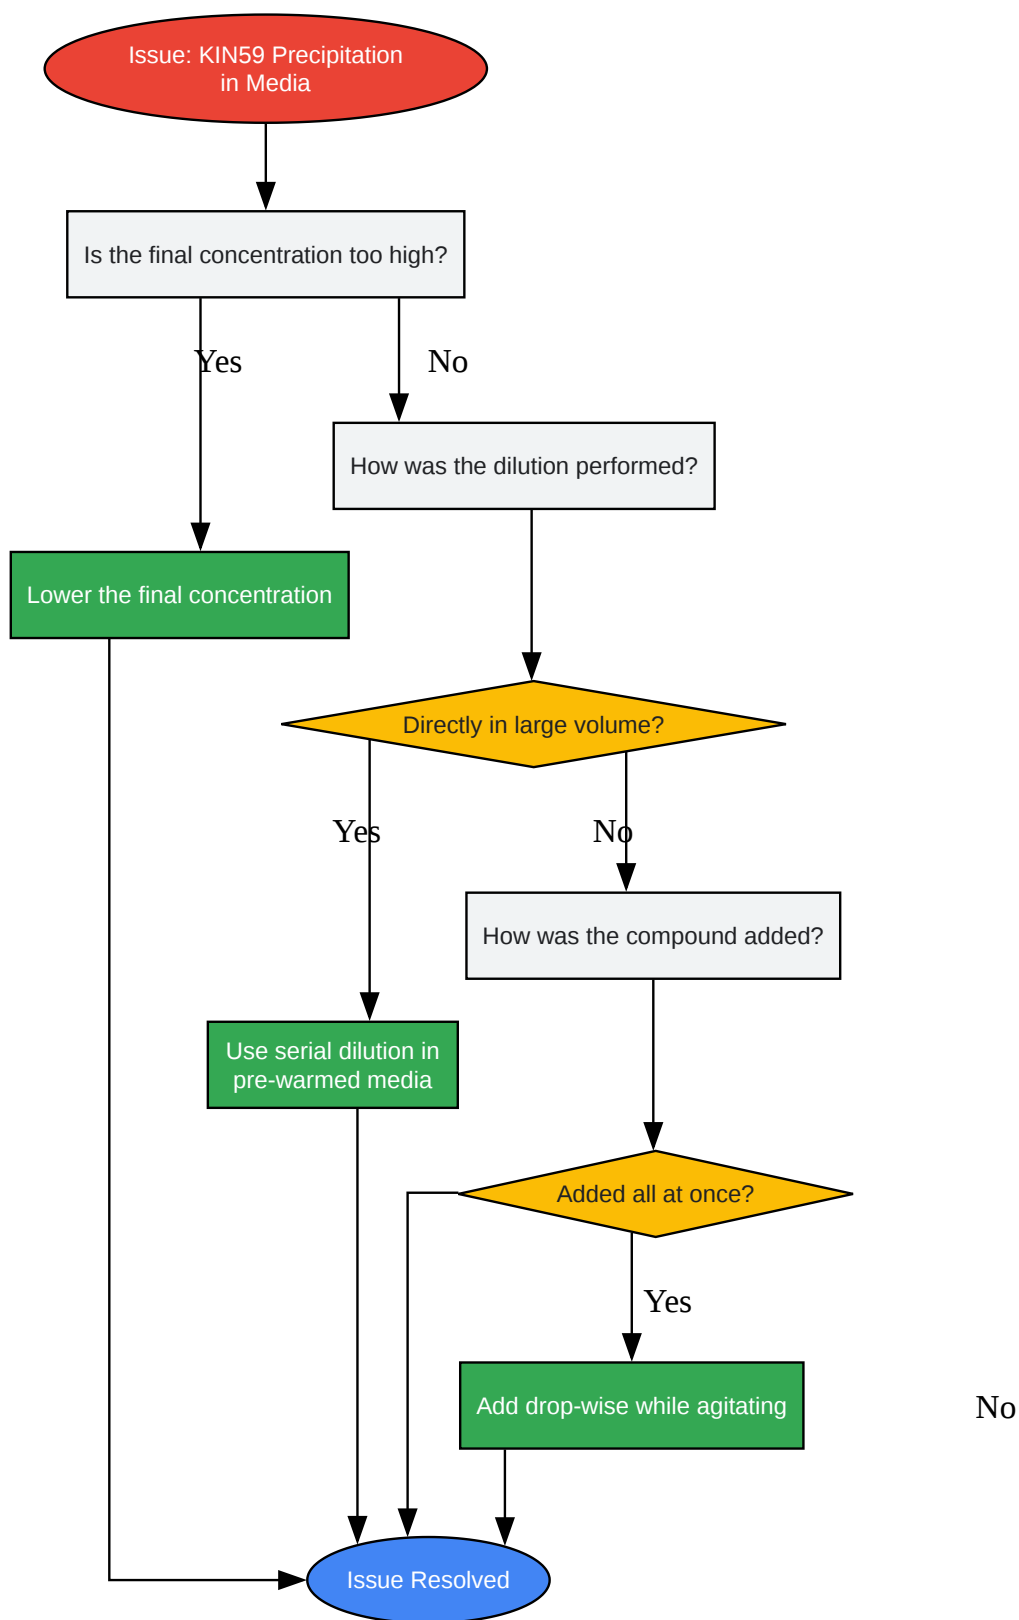 Issue: KIN59 Precipitation
in Media
Is the final concentration too high?
Yes
No
How was the dilution performed?
Lower the final concentration
Directly in large volume?
Yes
No
How was the compound added?
Use serial dilution in
pre-warmed media
Added all at once?
Yes
Add drop-wise while agitating
No
Issue Resolved